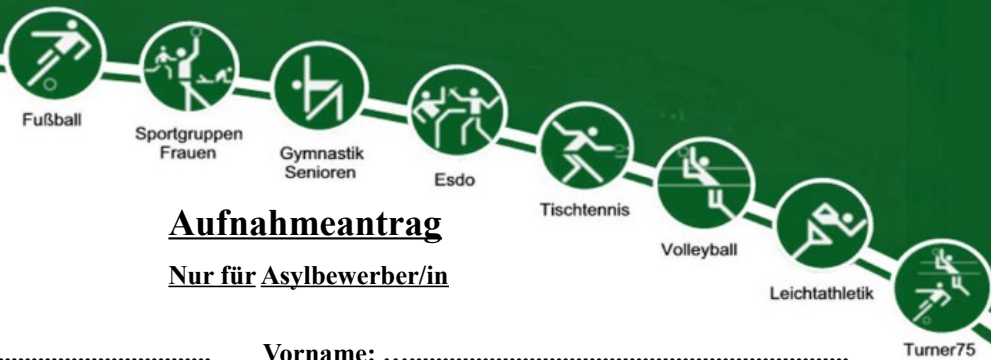 Fußball
Sportgruppen
Frauen
Gymnastik
Senioren
Esdo
Tischtennis
Volleyball
Leichtathletik
Turner75
Aufnahmeantrag
Nur für Asylbewerber/in
................................ Vorname: …................................................................